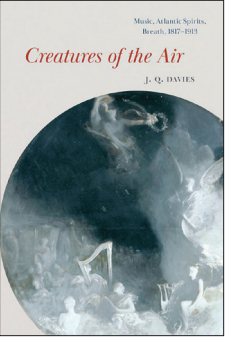 Music, Atlantic Spirits,
Breath, 1817–1913
Creatures of the Air
J. Q. DAVIES